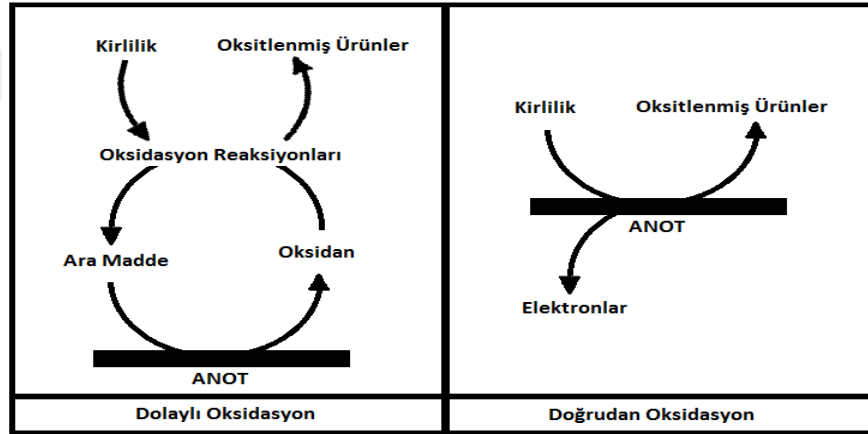 Kirlilik
Oksitlenmiş Ürünler
Oksidasyon Reaksiyonları
Ara Madde
Oksidan
ANOT
Dolaylı Oksidasyon
Kirlilik
Oksitlenmiş Ürünler
ANOT
Elektronlar
Doğrudan Oksidasyon